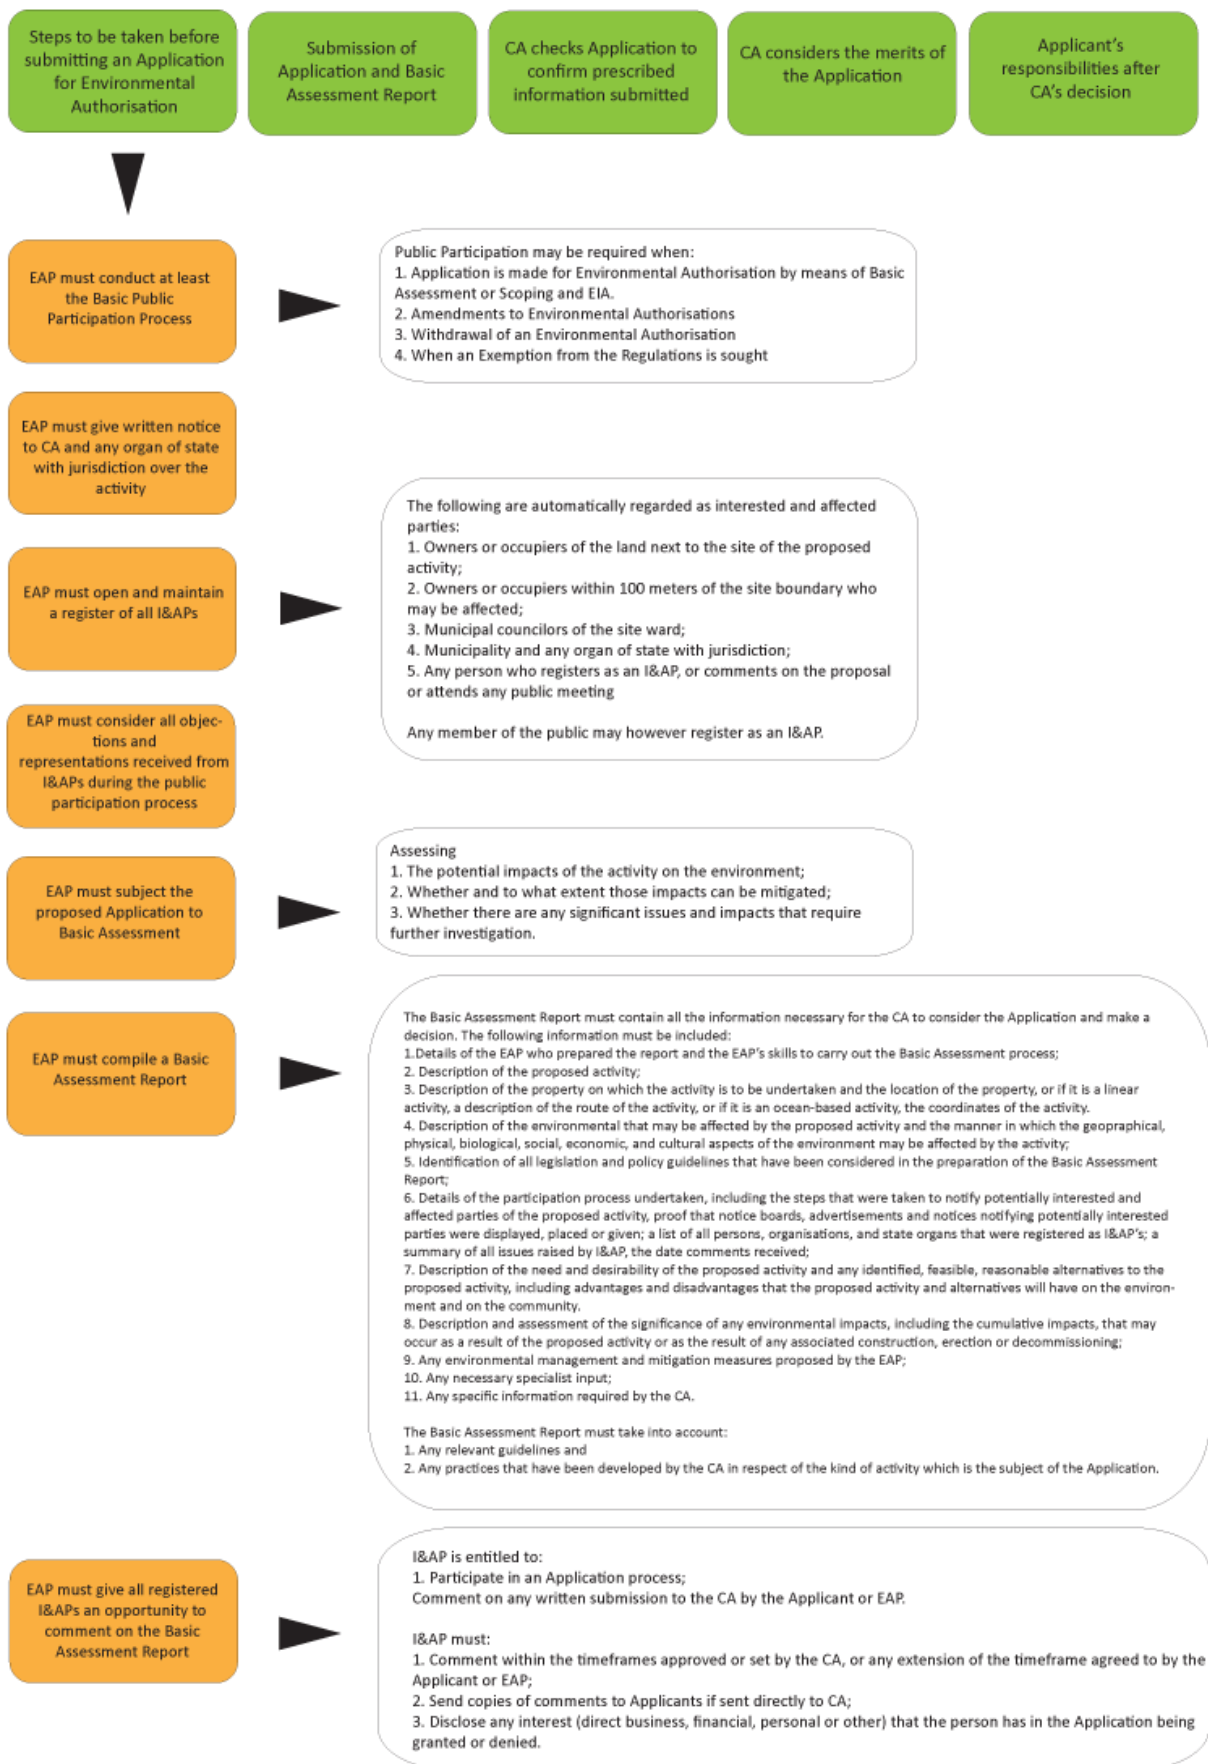 Steps to be taken before
submitting an Application
for Environmental
Authorisation
Submission of
Application and Basic
Assessment Report
CA checks Application to
confirm prescribed
information submitted
CA considers the merits of
the Application
Applicant's
responsibilities after
CA's decision
EAP must conduct at least
the Basic Public
Participation Process
Public Participation may be required when:
1. Application is made for Environmental Authorisation by means of Basic
Assessment or Scoping and EIA.
2. Amendments to Environmental Authorisations
3. Withdrawal of an Environmental Authorisation
4. When an Exemption from the Regulations is sought
EAP must give written notice
to CA and any organ of state
with jurisdiction over the
activity
EAP must open and maintain
a register of all I&APs
The following are automatically regarded as interested and affected
parties:
1. Owners or occupiers of the land next to the site of the proposed
activity;
2. Owners or occupiers within 100 meters of the site boundary who
may be affected;
3. Municipal councilors of the site ward;
4. Municipality and any organ of state with jurisdiction;
5. Any person who registers as an I&AP, or comments on the proposal
or attends any public meeting
Any member of the public may however register as an I&AP.
EAP must consider all objec-
tions and
representations received from
I&APs during the public
participation process
EAP must subject the
proposed Application to
Basic Assessment
Assessing
1. The potential impacts of the activity on the environment;
2. Whether and to what extent those impacts can be mitigated;
3. Whether there are any significant issues and impacts that require
further investigation.
EAP must compile a Basic
Assessment Report
The Basic Assessment Report must contain all the information necessary for the CA to consider the Application and make a
decision. The following information must be included:
1.Details of the EAP who prepared the report and the EAP's skills to carry out the Basic Assessment process;
2. Description of the proposed activity;
3. Description of the property on which the activity is to be undertaken and the location of the property, or if it is a linear
activity, a description of the route of the activity, or if it is an ocean-based activity, the coordinates of the activity.
4. Description of the environmental that may be affected by the proposed activity and the manner in which the geographical,
physical, biological, social, economic, and cultural aspects of the environment may be affected by the activity;
5. Identification of all legislation and policy guidelines that have been considered in the preparation of the Basic Assessment
Report;
6. Details of the participation process undertaken, including the steps that were taken to notify potentially interested and
affected parties of the proposed activity, proof that notice boards, advertisements and notices notifying potentially interested
parties were displayed, placed or given; a list of all persons, organisations, and state organs that were registered as I&AP's; a
summary of all issues raised by I&AP, the date comments received;
7. Description of the need and desirability of the proposed activity and any identified, feasible, reasonable alternatives to the
proposed activity, including advantages and disadvantages that the proposed activity and alternatives will have on the environ-
ment and on the community.
8. Description and assessment of the significance of any environmental impacts, including the cumulative impacts, that may
occur as a result of the proposed activity or as the result of any associated construction, erection or decommissioning;
9. Any environmental management and mitigation measures proposed by the EAP;
10. Any necessary specialist input;
11. Any specific information required by the CA.
The Basic Assessment Report must take into account:
1. Any relevant guidelines and
2. Any practices that have been developed by the CA in respect of the kind of activity which is the subject of the Application.
EAP must give all registered
I&APs an opportunity to
comment on the Basic
Assessment Report
I&AP is entitled to:
1. Participate in an Application process;
Comment on any written submission to the CA by the Applicant or EAP.
I&AP must:
1. Comment within the timeframes approved or set by the CA, or any extension of the timeframe agreed to by the
Applicant or EAP;
2. Send copies of comments to Applicants if sent directly to CA;
3. Disclose any interest (direct business, financial, personal or other) that the person has in the Application being
granted or denied.